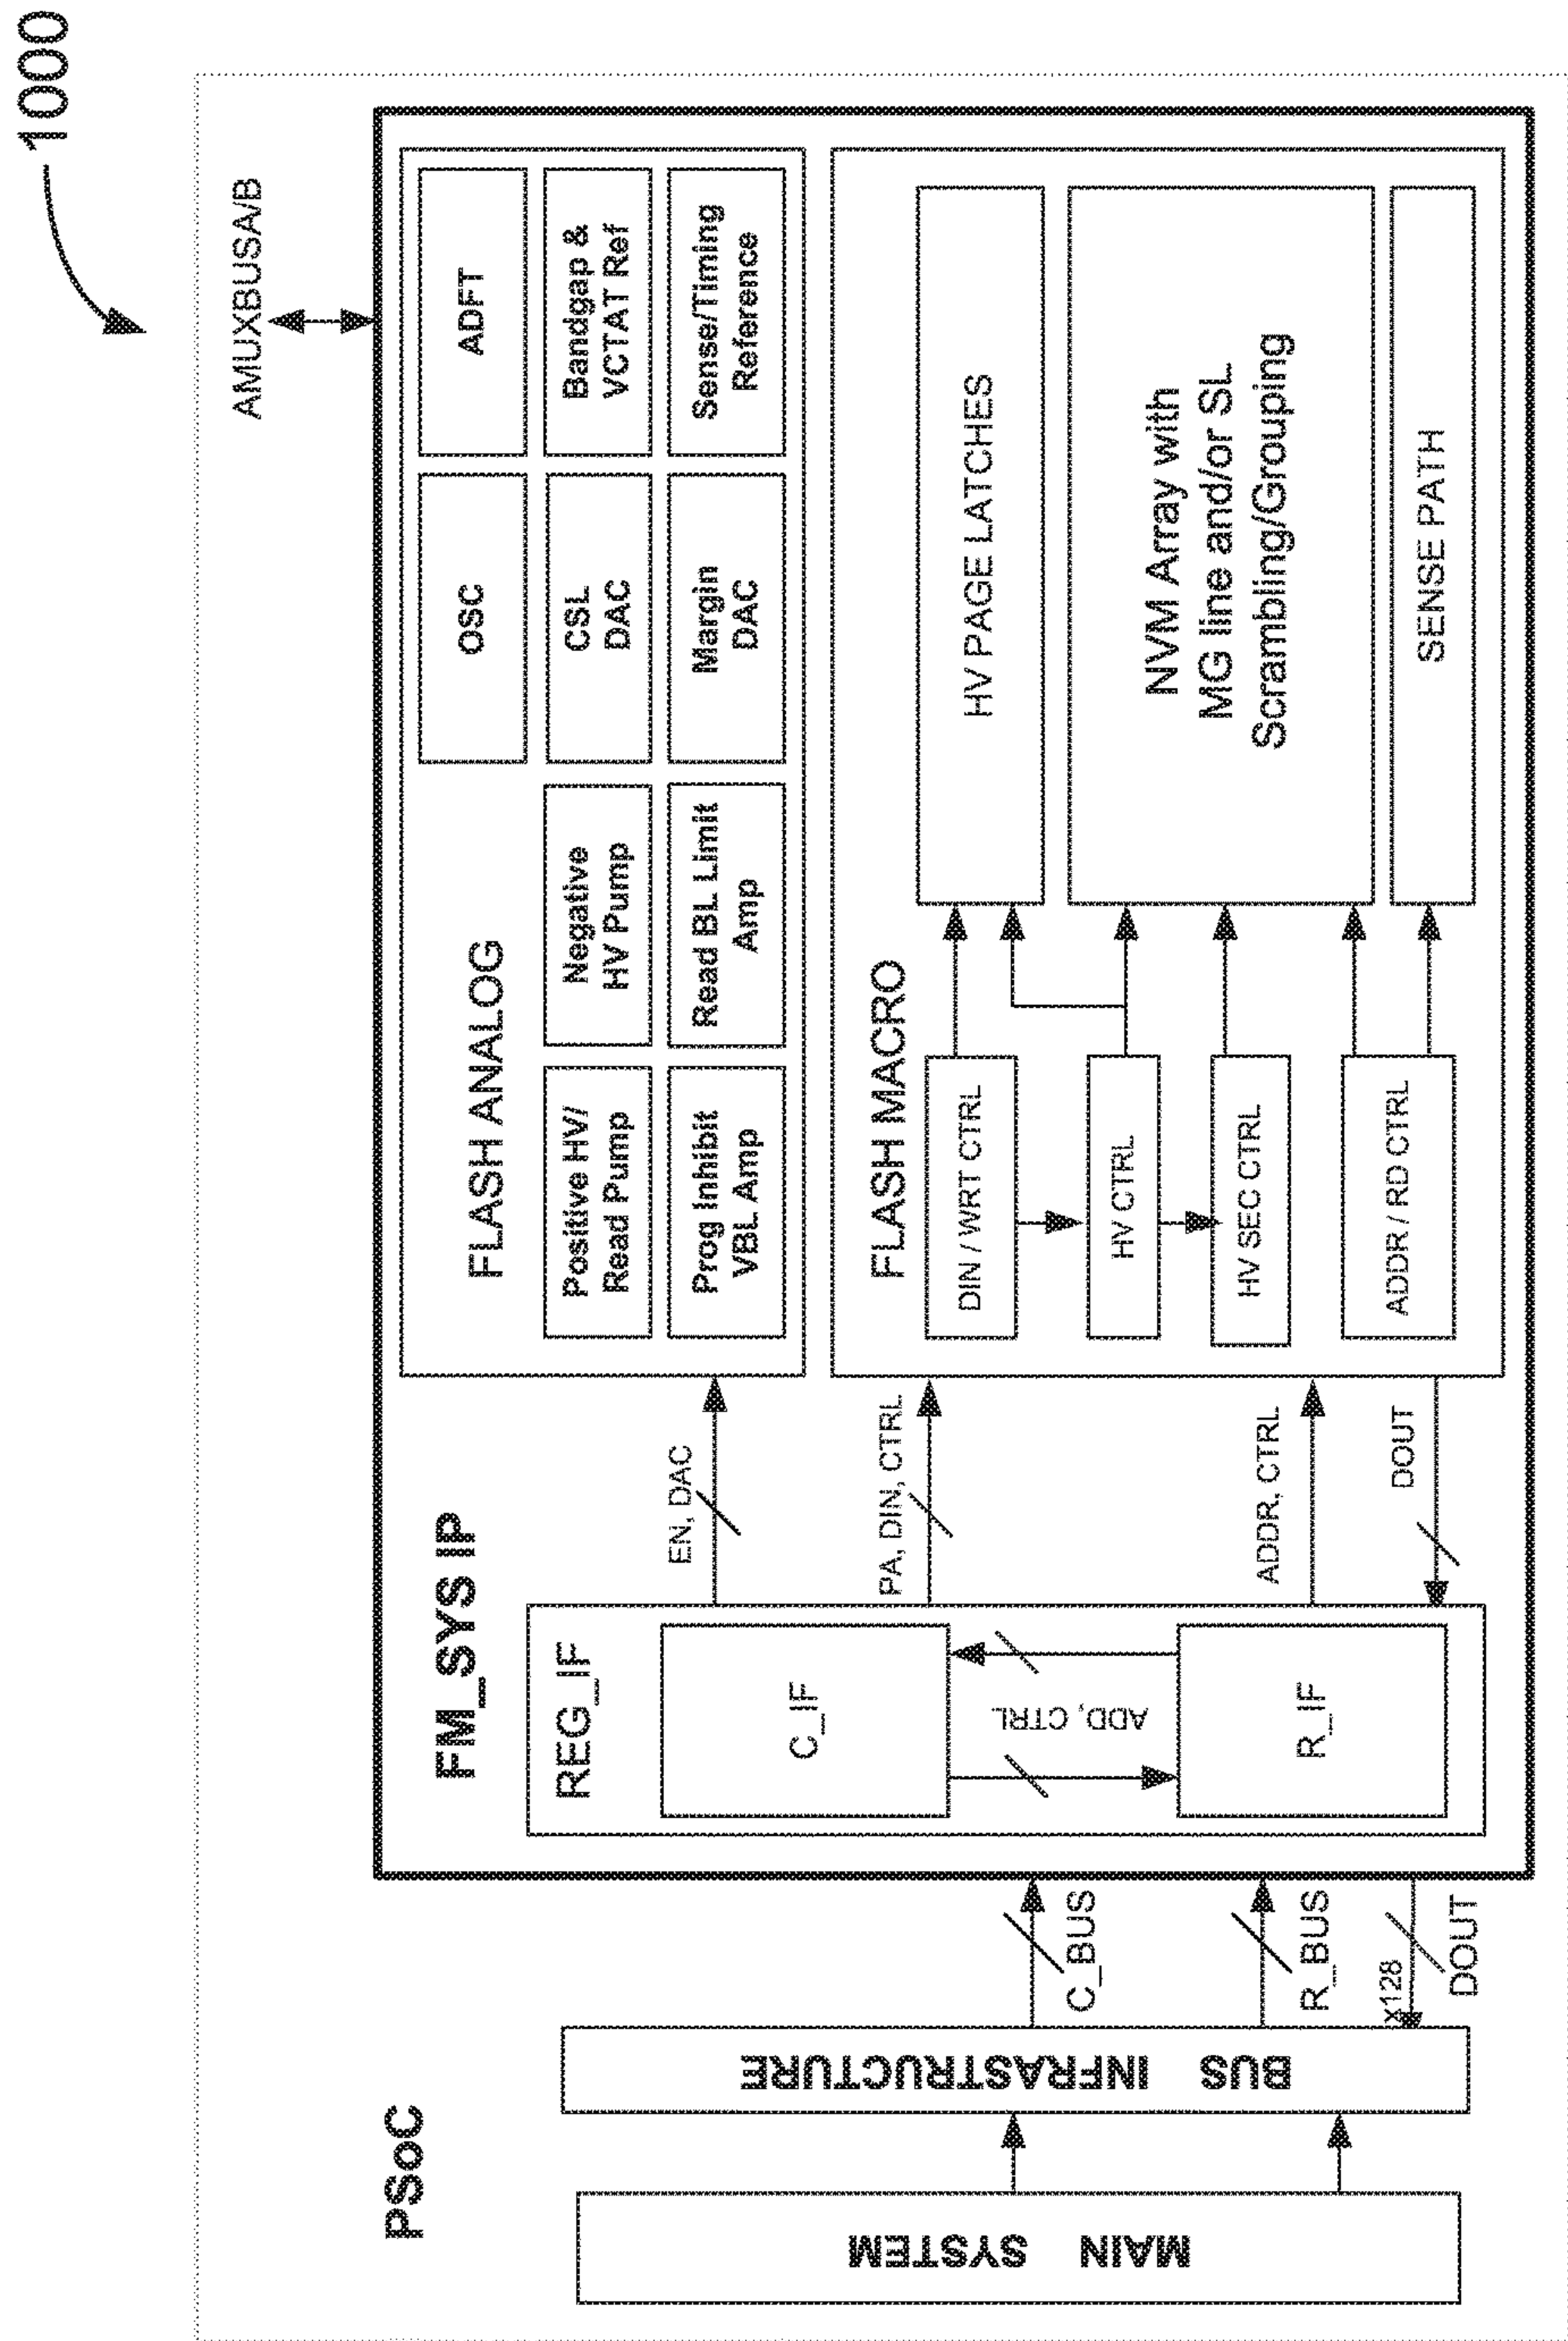 1000
PSoC
AMUXBUSA/B
MAIN SYSTEM
BUS INFRASTRUCTURE
C_BUS
R_BUS
X128
DOUT
FM_SYS IP
REG_IF
C_IF
ADD, CTRL
R_IF
EN, DAC
PA, DIN, CTRL
ADDR, CTRL
DOUT
FLASH ANALOG
OSC
ADFT
Positive HV/
Read Pump
Negative
HV Pump
CSL
DAC
Bandgap &
VCTAT Ref
Prog Inhibit
VBL Amp
Read BL Limit
Amp
Margin
DAC
Sense/Timing
Reference
FLASH MACRO
DIN / WRT CTRL
HV CTRL
HV SEC CTRL
ADDR / RD CTRL
HV PAGE LATCHES
NVM Array with
MG line and/or SL
Scrambling/Grouping
SENSE PATH